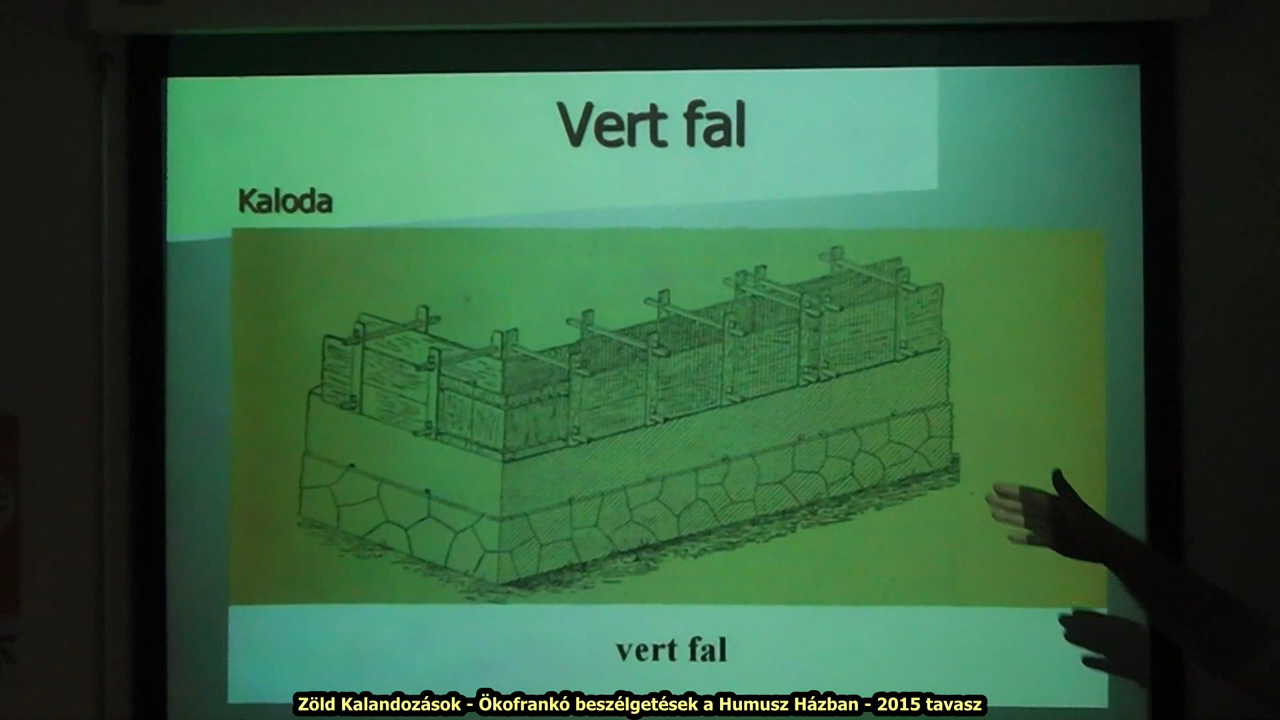 Vert fal
Kaloda
vert fal
Zöld Kalandozások - Ökofrankó beszélgetések a Humusz Házban - 2015 tavasz